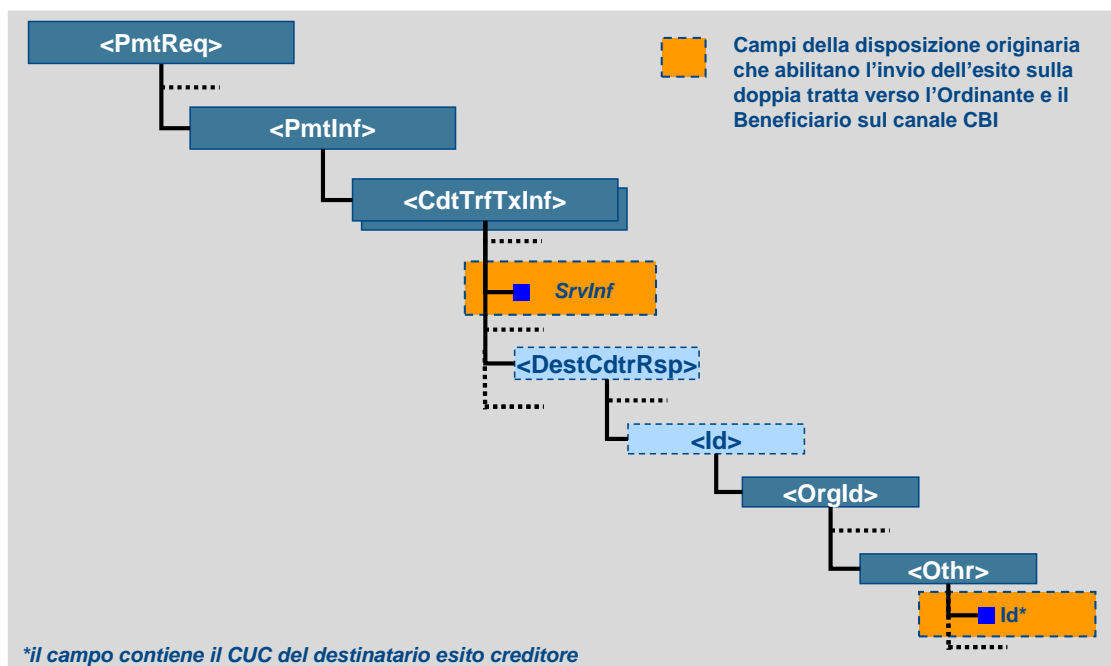 <PmtReq>
Campi della disposizione originaria
che abilitano l'invio dell'esito sulla
doppia tratta verso l'Ordinante e il
Beneficiario sul canale CBI
<PmtInf>
<CdtTrfTxInf>
SrvInf
<DestCdtrRsp>
<Id>
<OrgId>
<Othr>
Id*
*il campo contiene il CUC del destinatario esito creditore